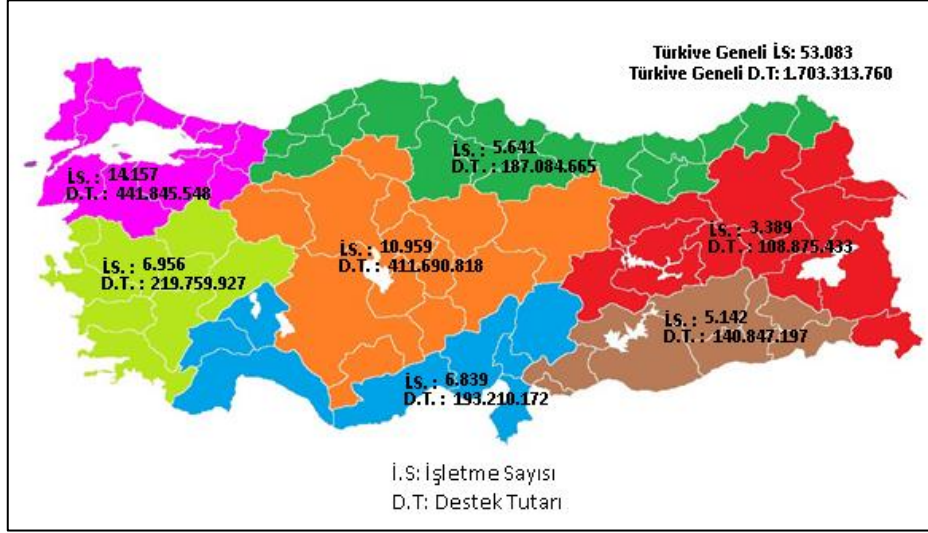 Türkiye Geneli İ.S: 53.083
Türkiye Geneli D.T: 1.703.313.760
İ.S. : 5.641
D.T. : 187.084.665
İ.S. : 14.157
D.T. : 441.845.548
İ.S. : 3.389
D.T. : 108.875.433
İ.S. : 10.959
D.T. : 411.690.818
İ.S. : 6.956
D.T. : 219.759.927
İ.S. : 5.142
D.T. : 140.847.197
İ.S. : 6.839
D.T. : 193.210.172
İ.S: İşletme Sayısı
D.T: Destek Tutarı